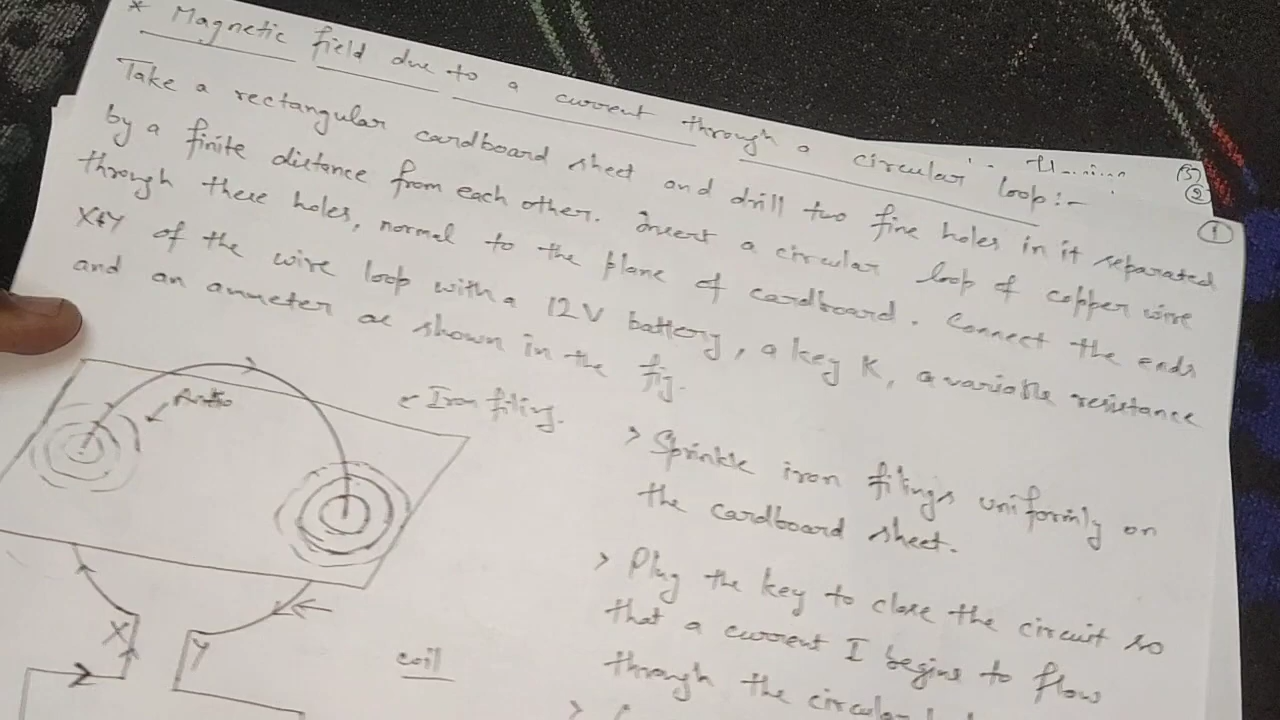 * Magnetic field due to a current through a circular loop:-
(3)
②
①
Take a rectangular cardboard sheet and drill two fine holes in it separated
by a finite distance from each other. Insert a circular loop of copper wire
through these holes, normal to the plane of cardboard. Connect the ends
X&Y of the wire loop with a 12V battery, a key K, a variable resistance
and an ammeter as shown in the fig.
← Iron filing.
> Sprinkle iron filings uniformly on
the cardboard sheet.
> Plug the key to close the circuit so
that a current I begins to flow
through the circular
X
Y
coil